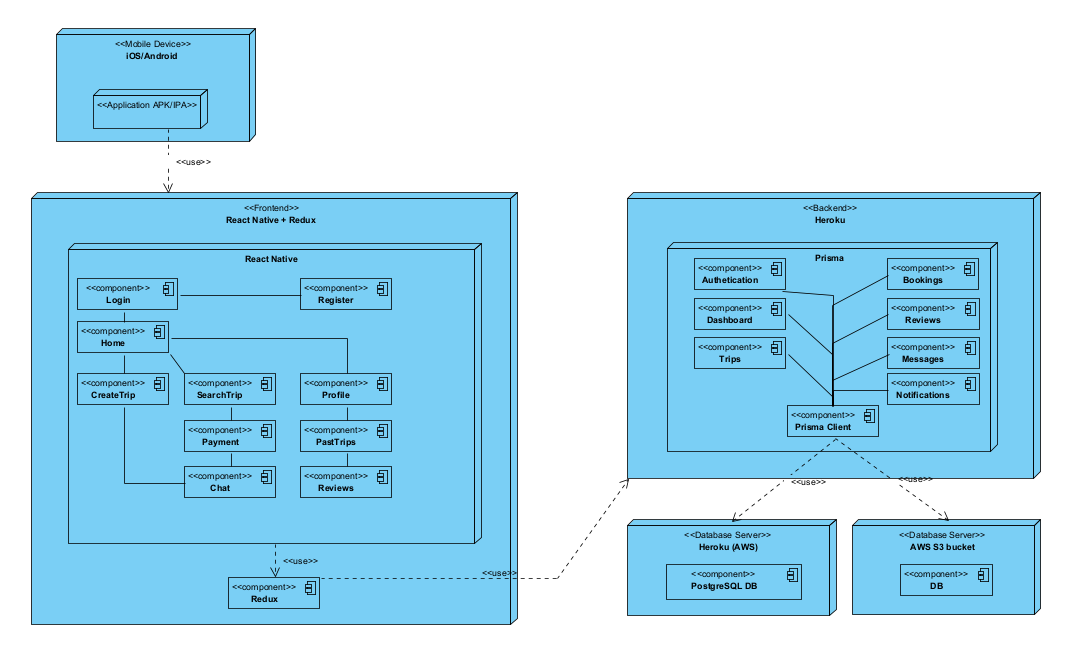 <<Mobile Device>>
iOS/Android
<<Application APK/IPA>>
<<use>>
<<Frontend>>
React Native + Redux
React Native
<<component>>
Login
<<component>>
Register
<<component>>
Home
<<component>>
CreateTrip
<<component>>
SearchTrip
<<component>>
Profile
<<component>>
Payment
<<component>>
PastTrips
<<component>>
Chat
<<component>>
Reviews
<<use>>
<<component>>
Redux
<<use>>
<<Backend>>
Heroku
Prisma
<<component>>
Authetication
<<component>>
Bookings
<<component>>
Dashboard
<<component>>
Reviews
<<component>>
Trips
<<component>>
Messages
<<component>>
Notifications
<<component>>
Prisma Client
<<use>>
<<use>>
<<Database Server>>
Heroku (AWS)
<<component>>
PostgreSQL DB
<<Database Server>>
AWS S3 bucket
<<component>>
DB